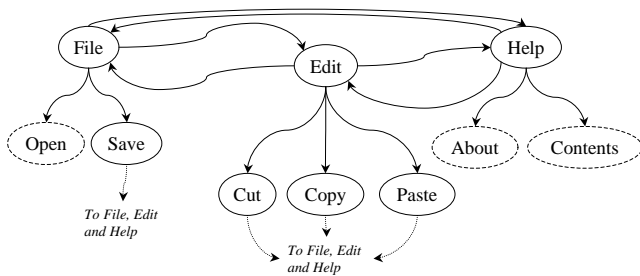 File
Help
Edit
Open
Save
About
Contents
Cut
Copy
Paste
To File, Edit
and Help
To File, Edit
and Help